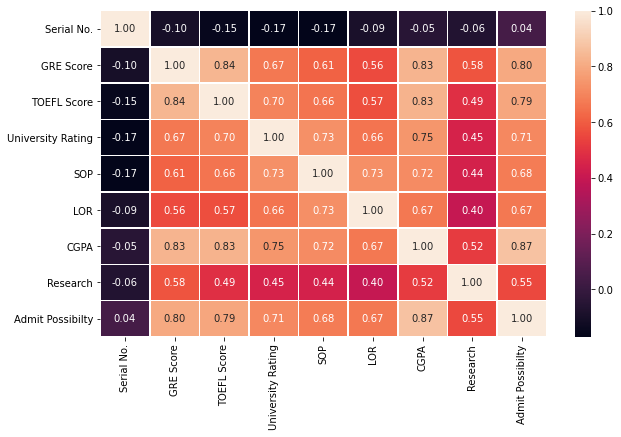 Serial No. 1.00 -0.10 -0.15 -0.17 -0.17 -0.09 -0.05 -0.06 0.04
GRE Score -0.10 1.00 0.84 0.67 0.61 0.56 0.83 0.58 0.80
TOEFL Score -0.15 0.84 1.00 0.70 0.66 0.57 0.83 0.49 0.79
University Rating -0.17 0.67 0.70 1.00 0.73 0.66 0.75 0.45 0.71
SOP -0.17 0.61 0.66 0.73 1.00 0.73 0.72 0.44 0.68
LOR -0.09 0.56 0.57 0.66 0.73 1.00 0.67 0.40 0.67
CGPA -0.05 0.83 0.83 0.75 0.72 0.67 1.00 0.52 0.87
Research -0.06 0.58 0.49 0.45 0.44 0.40 0.52 1.00 0.55
Admit Possibilty 0.04 0.80 0.79 0.71 0.68 0.67 0.87 0.55 1.00
Serial No.
GRE Score
TOEFL Score
University Rating
SOP
LOR
CGPA
Research
Admit Possibilty
1.0
0.8
0.6
0.4
0.2
0.0